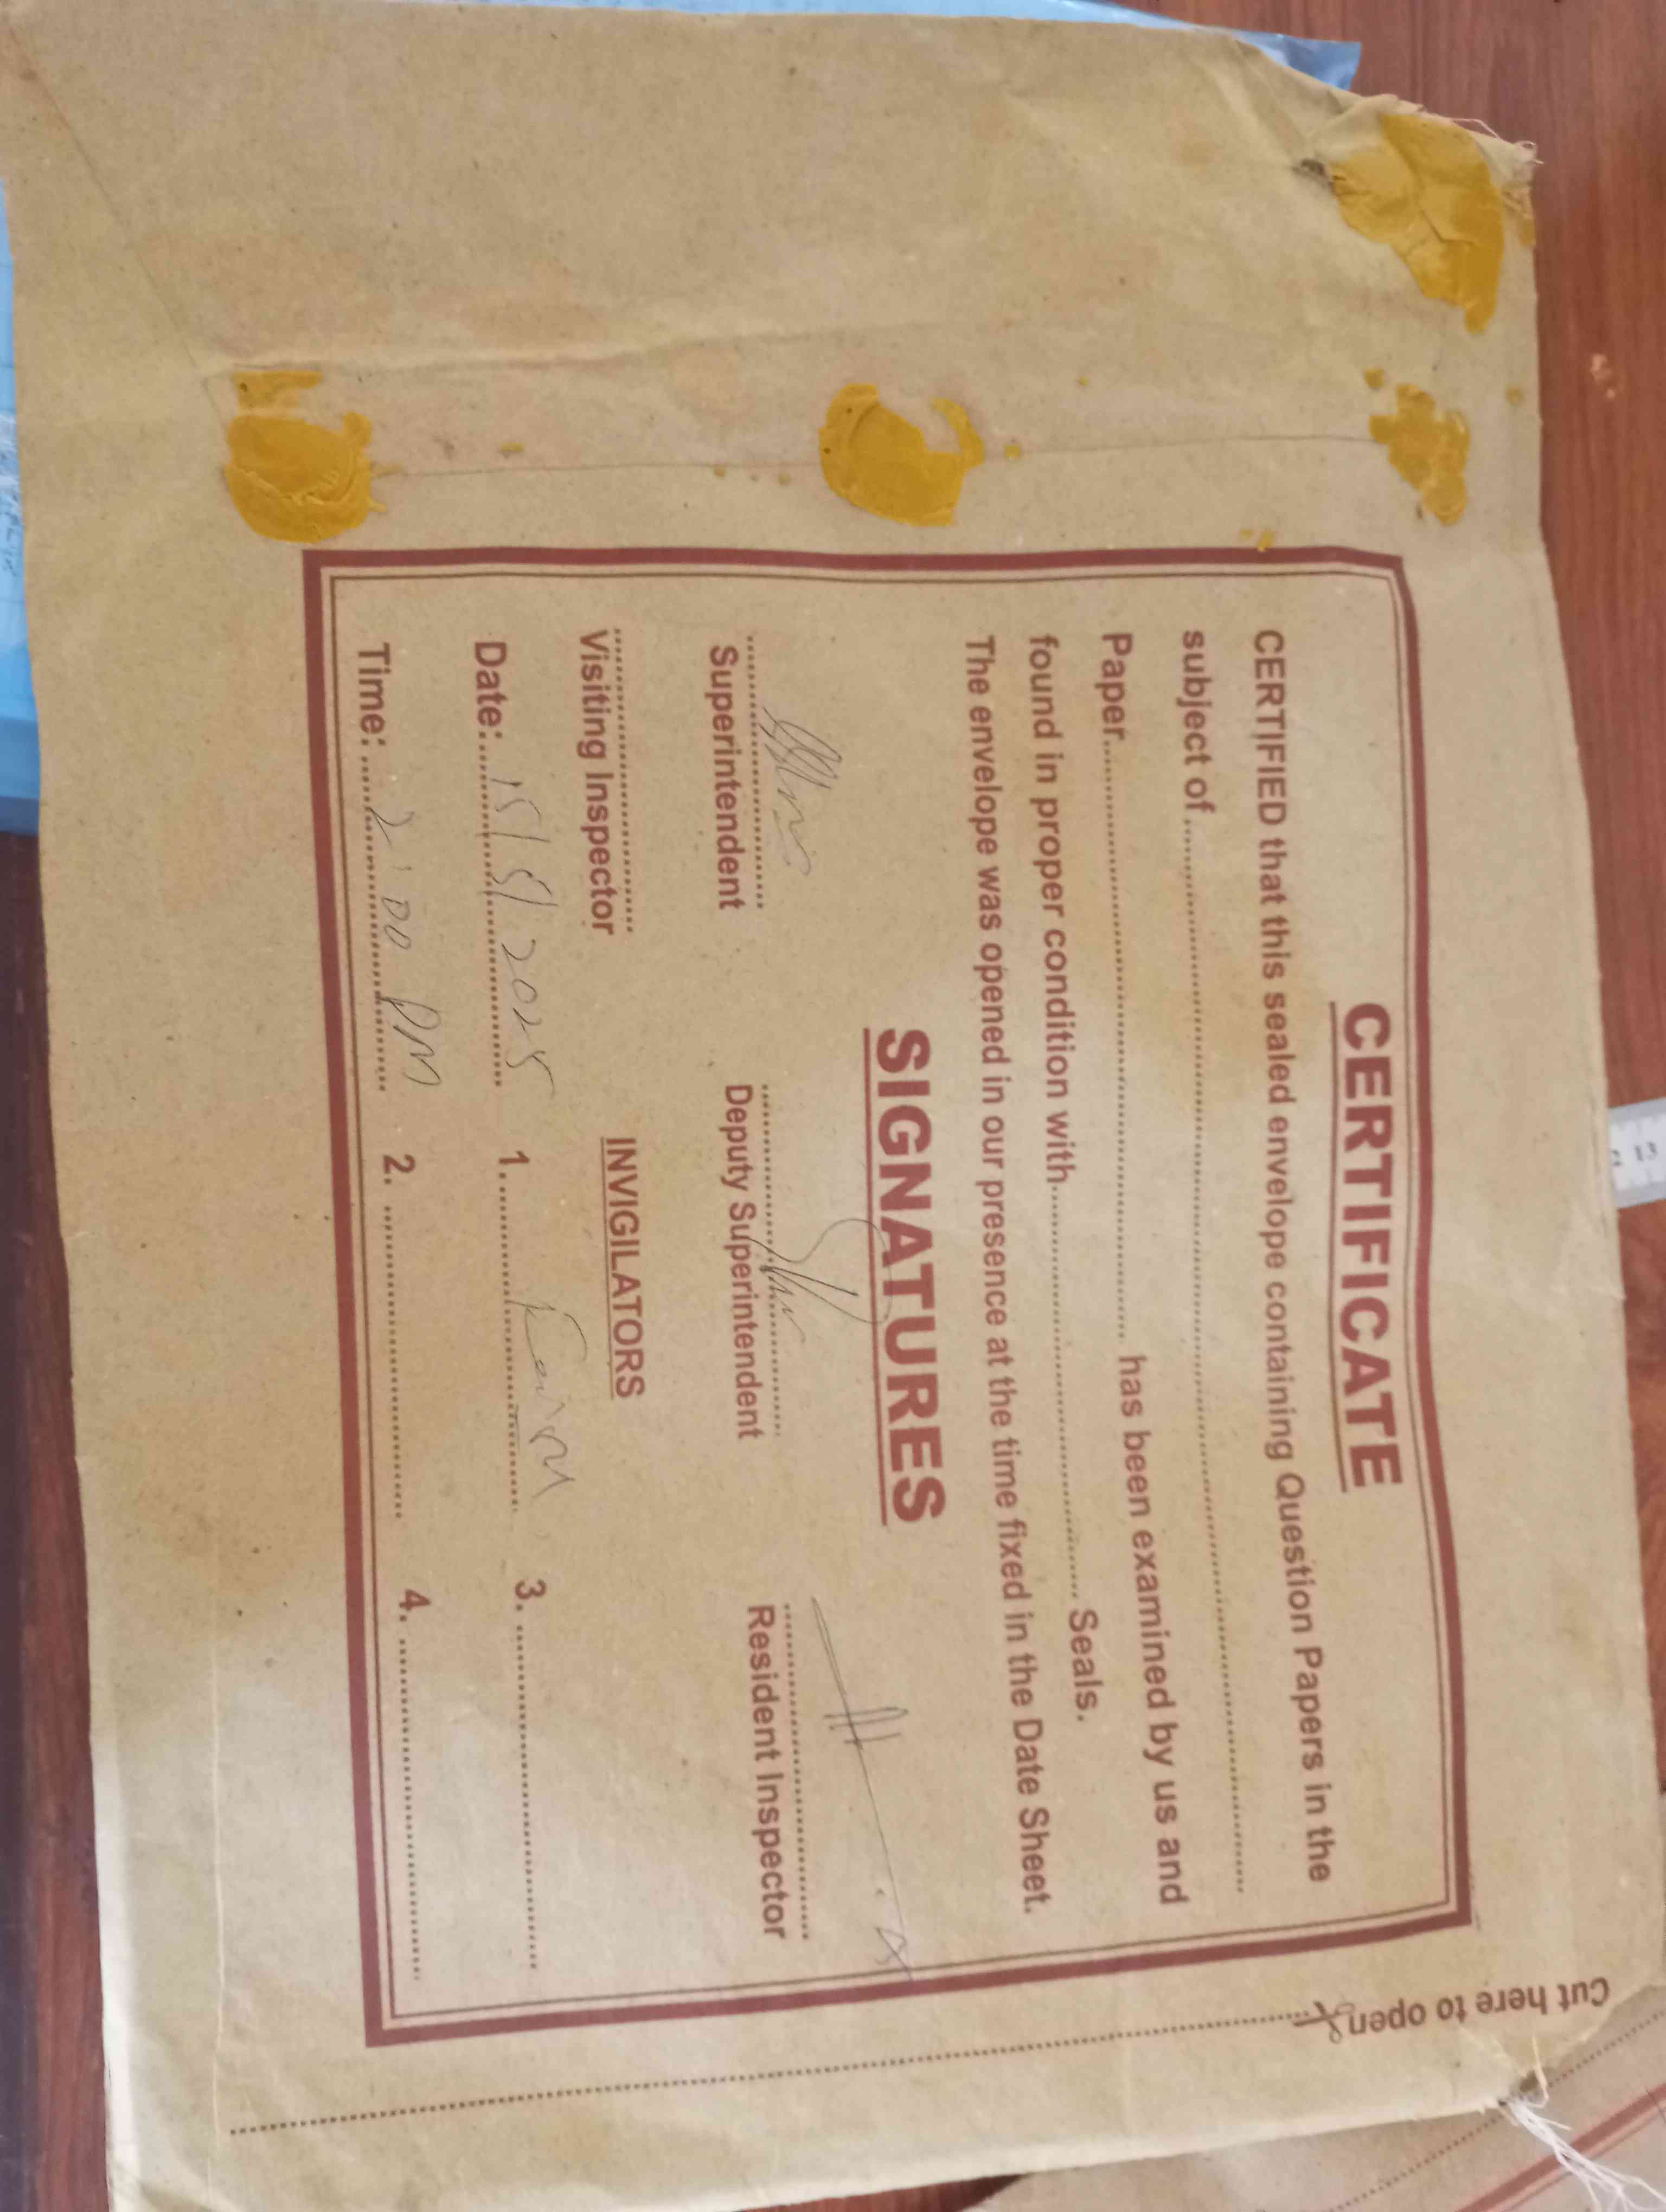 CERTIFICATE
CERTIFIED that this sealed envelope containing Question Papers in the
subject of
Paper has been examined by us and
found in proper condition with Seals.
The envelope was opened in our presence at the time fixed in the Date Sheet.
SIGNATURES
Superintendent Deputy Superintendent Resident Inspector
Visiting Inspector INVIGILATORS
Date: 15/5/2025 1. 3.
Time: 2:00 PM 2. 4.
Cut here to open
13